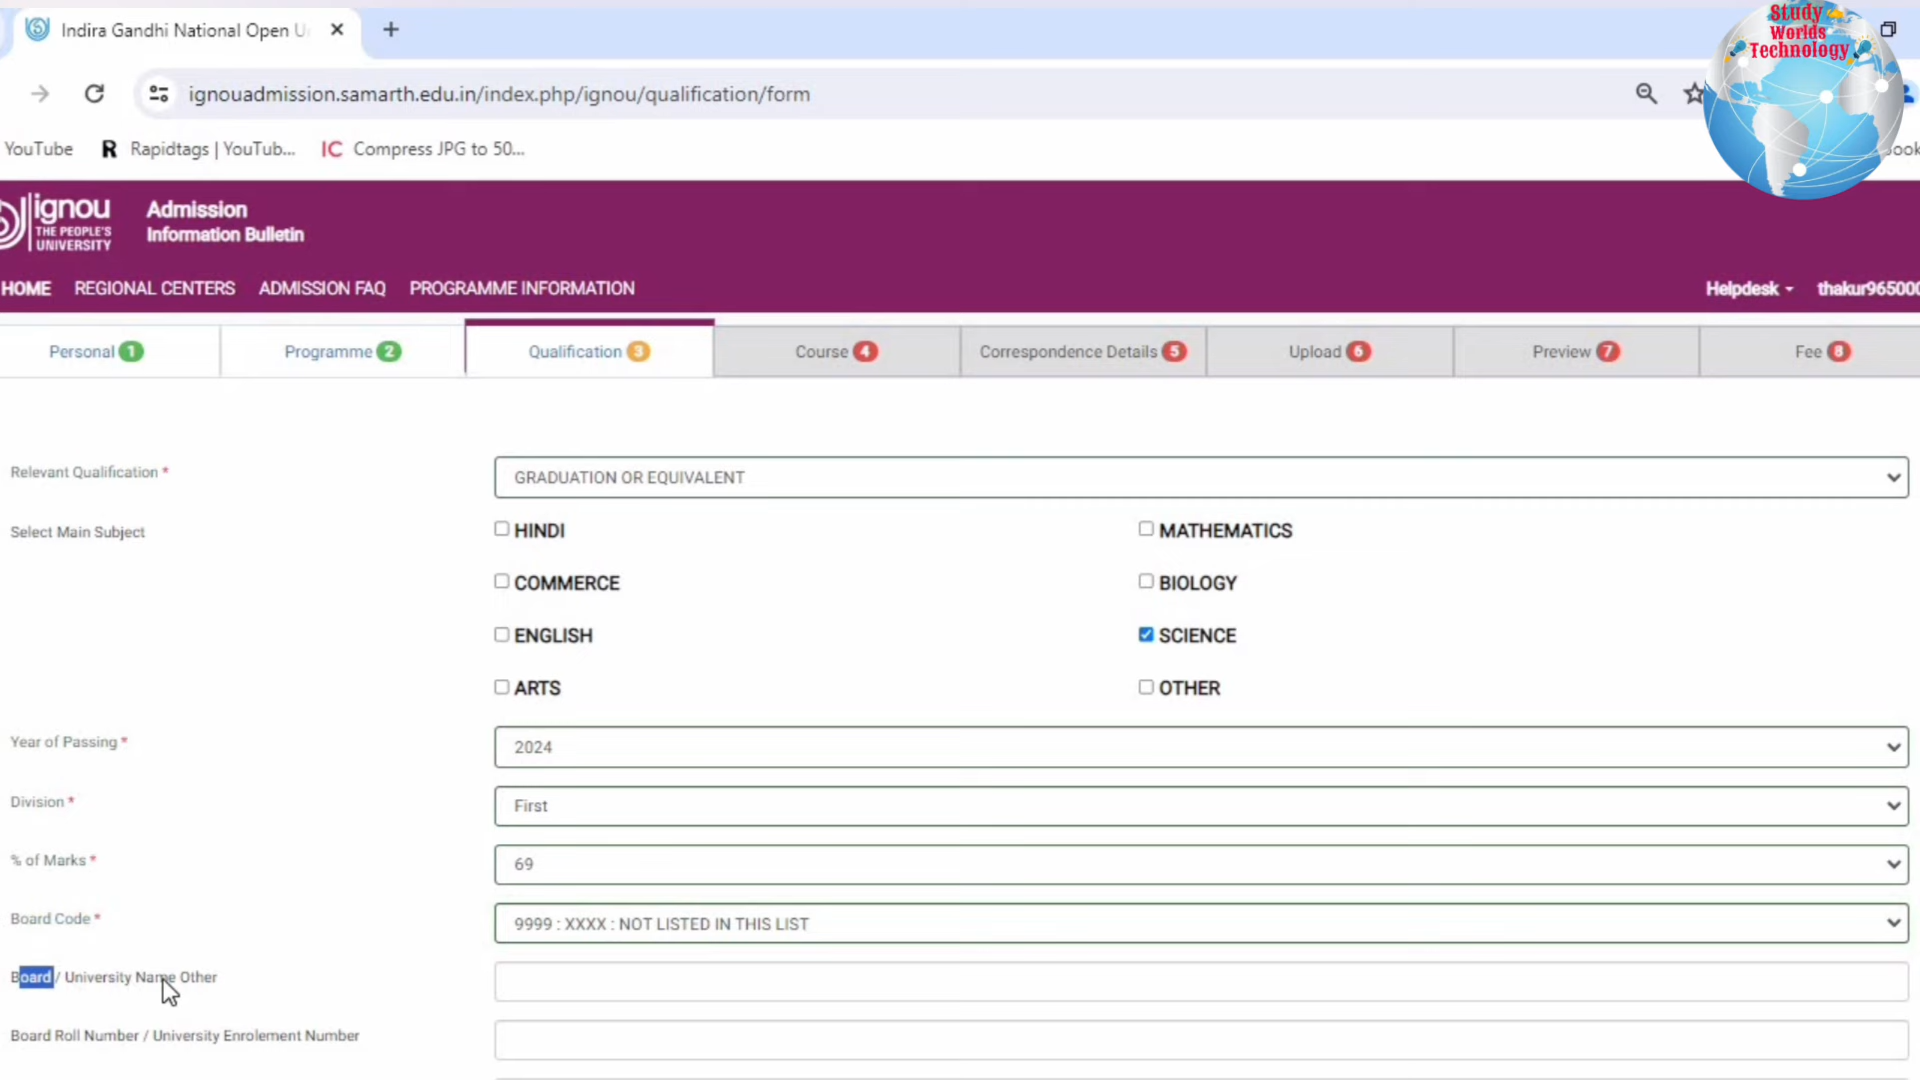 Indira Gandhi National Open U
Study
Worlds
Technology
ignouadmission.samarth.edu.in/index.php/ignou/qualification/form
YouTube
R Rapidtags | YouTub...
IC Compress JPG to 50...
ignou
THE PEOPLE'S
UNIVERSITY
Admission
Information Bulletin
HOME REGIONAL CENTERS ADMISSION FAQ PROGRAMME INFORMATION
Helpdesk
thakur965000
Personal 1
Programme 2
Qualification 3
Course 4
Correspondence Details 5
Upload 6
Preview 7
Fee 8
Relevant Qualification *
GRADUATION OR EQUIVALENT
Select Main Subject
HINDI
MATHEMATICS
COMMERCE
BIOLOGY
ENGLISH
SCIENCE
ARTS
OTHER
Year of Passing *
2024
Division *
First
% of Marks *
69
Board Code *
9999 : XXXX : NOT LISTED IN THIS LIST
Board / University Name Other
Board Roll Number / University Enrolement Number